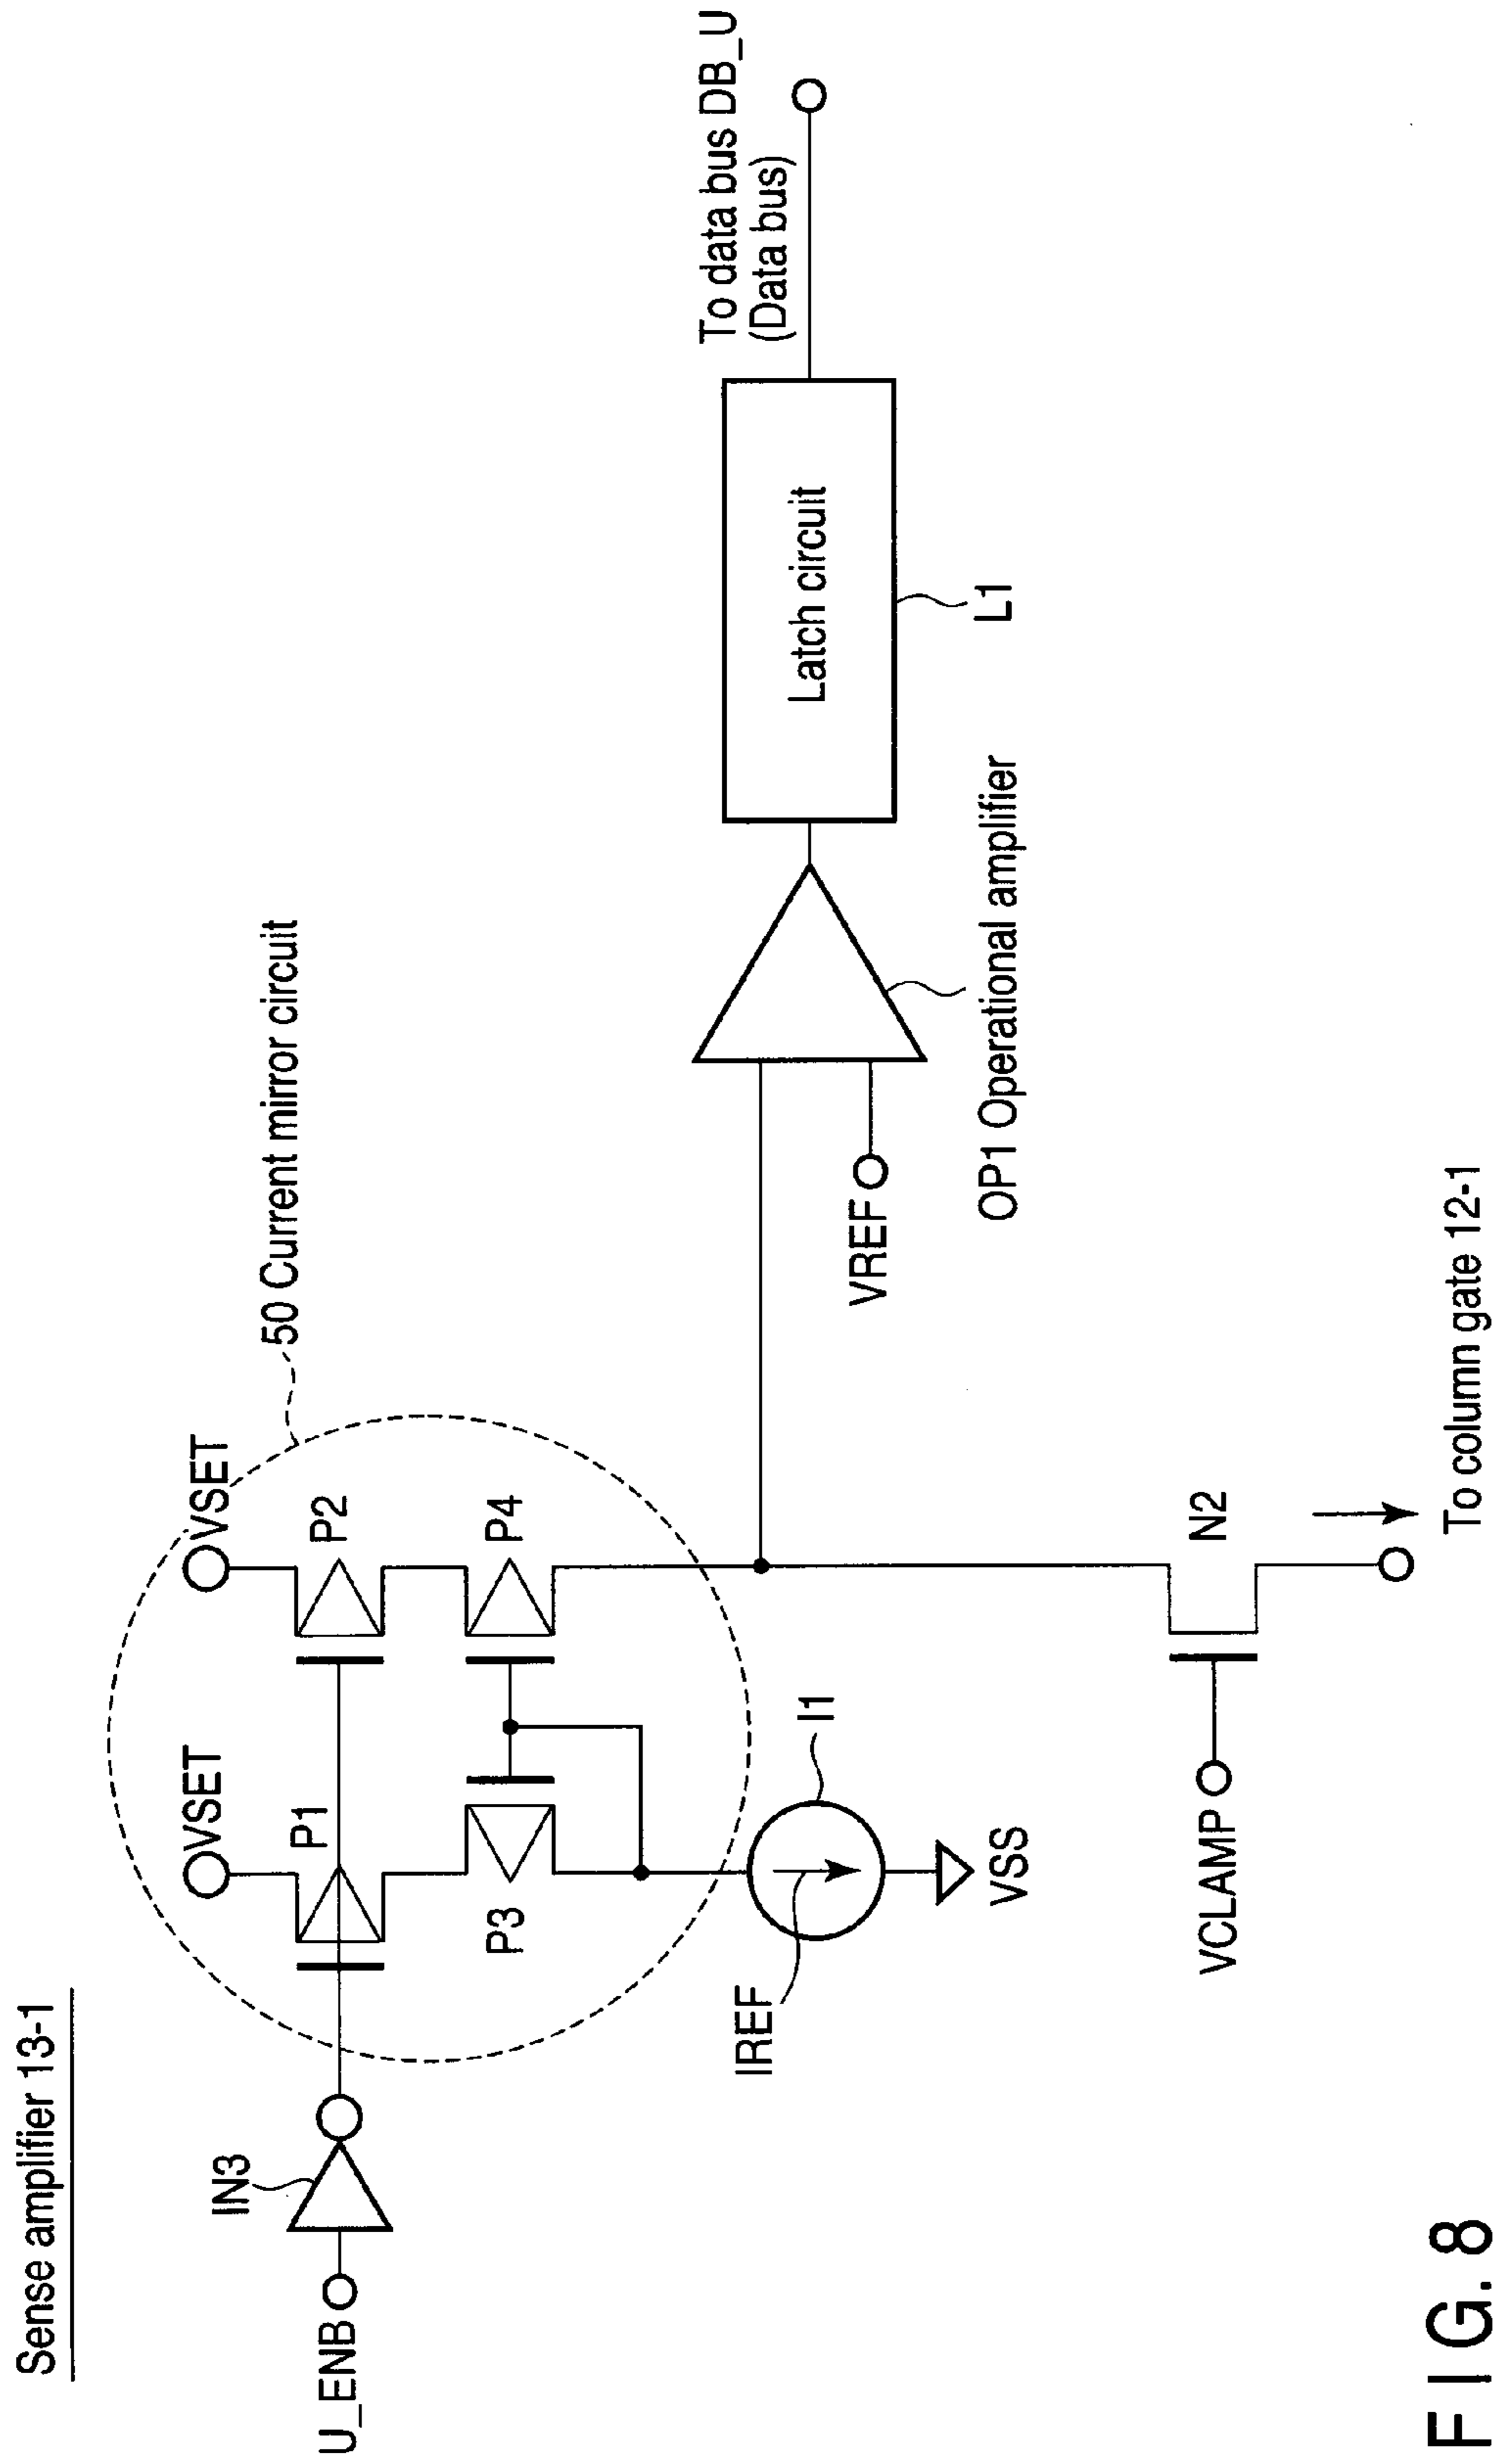 Sense amplifier 13-1
50 Current mirror circuit
VSET
VSET
P1
P2
IN3
U_ENB
P3
P4
To data bus DB_U
(Data bus)
Latch circuit
L1
IREF
I1
VREF
OP1 Operational amplifier
VSS
VCLAMP
N2
To column gate 12-1
FIG. 8